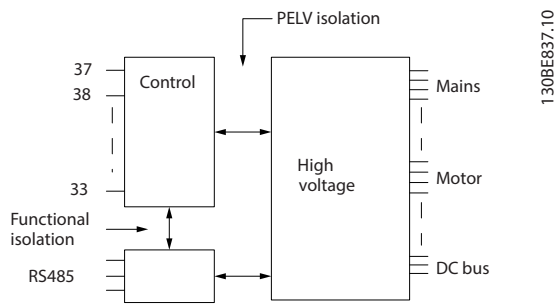 PELV isolation
130BE837.10
37
Control
38
Mains
High
voltage
Motor
33
Functional
isolation
RS485
DC bus